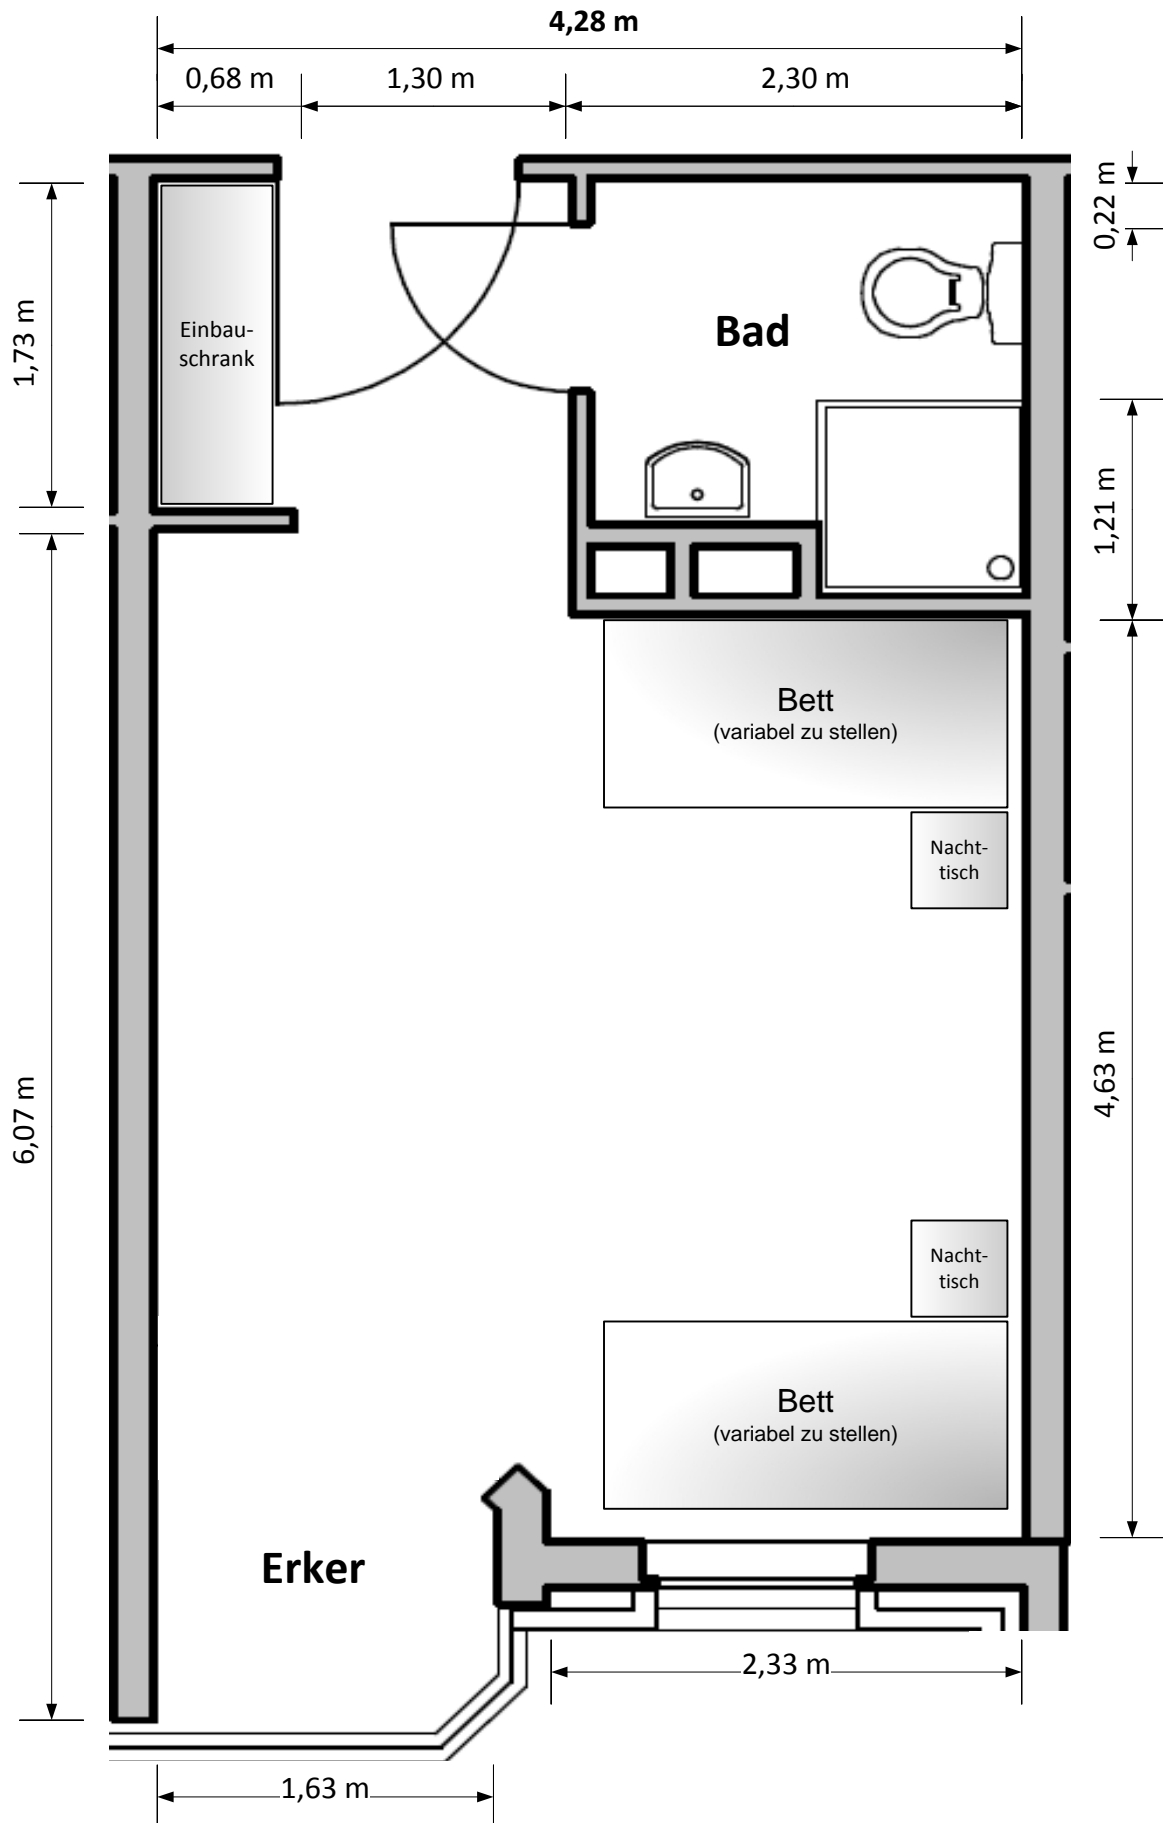 4,28 m
0,68 m
1,30 m
2,30 m
0,22 m
1,73 m
Einbau-
schrank
Bad
1,21 m
Bett
(variabel zu stellen)
Nacht-
tisch
6,07 m
4,63 m
Nacht-
tisch
Bett
(variabel zu stellen)
Erker
2,33 m
1,63 m